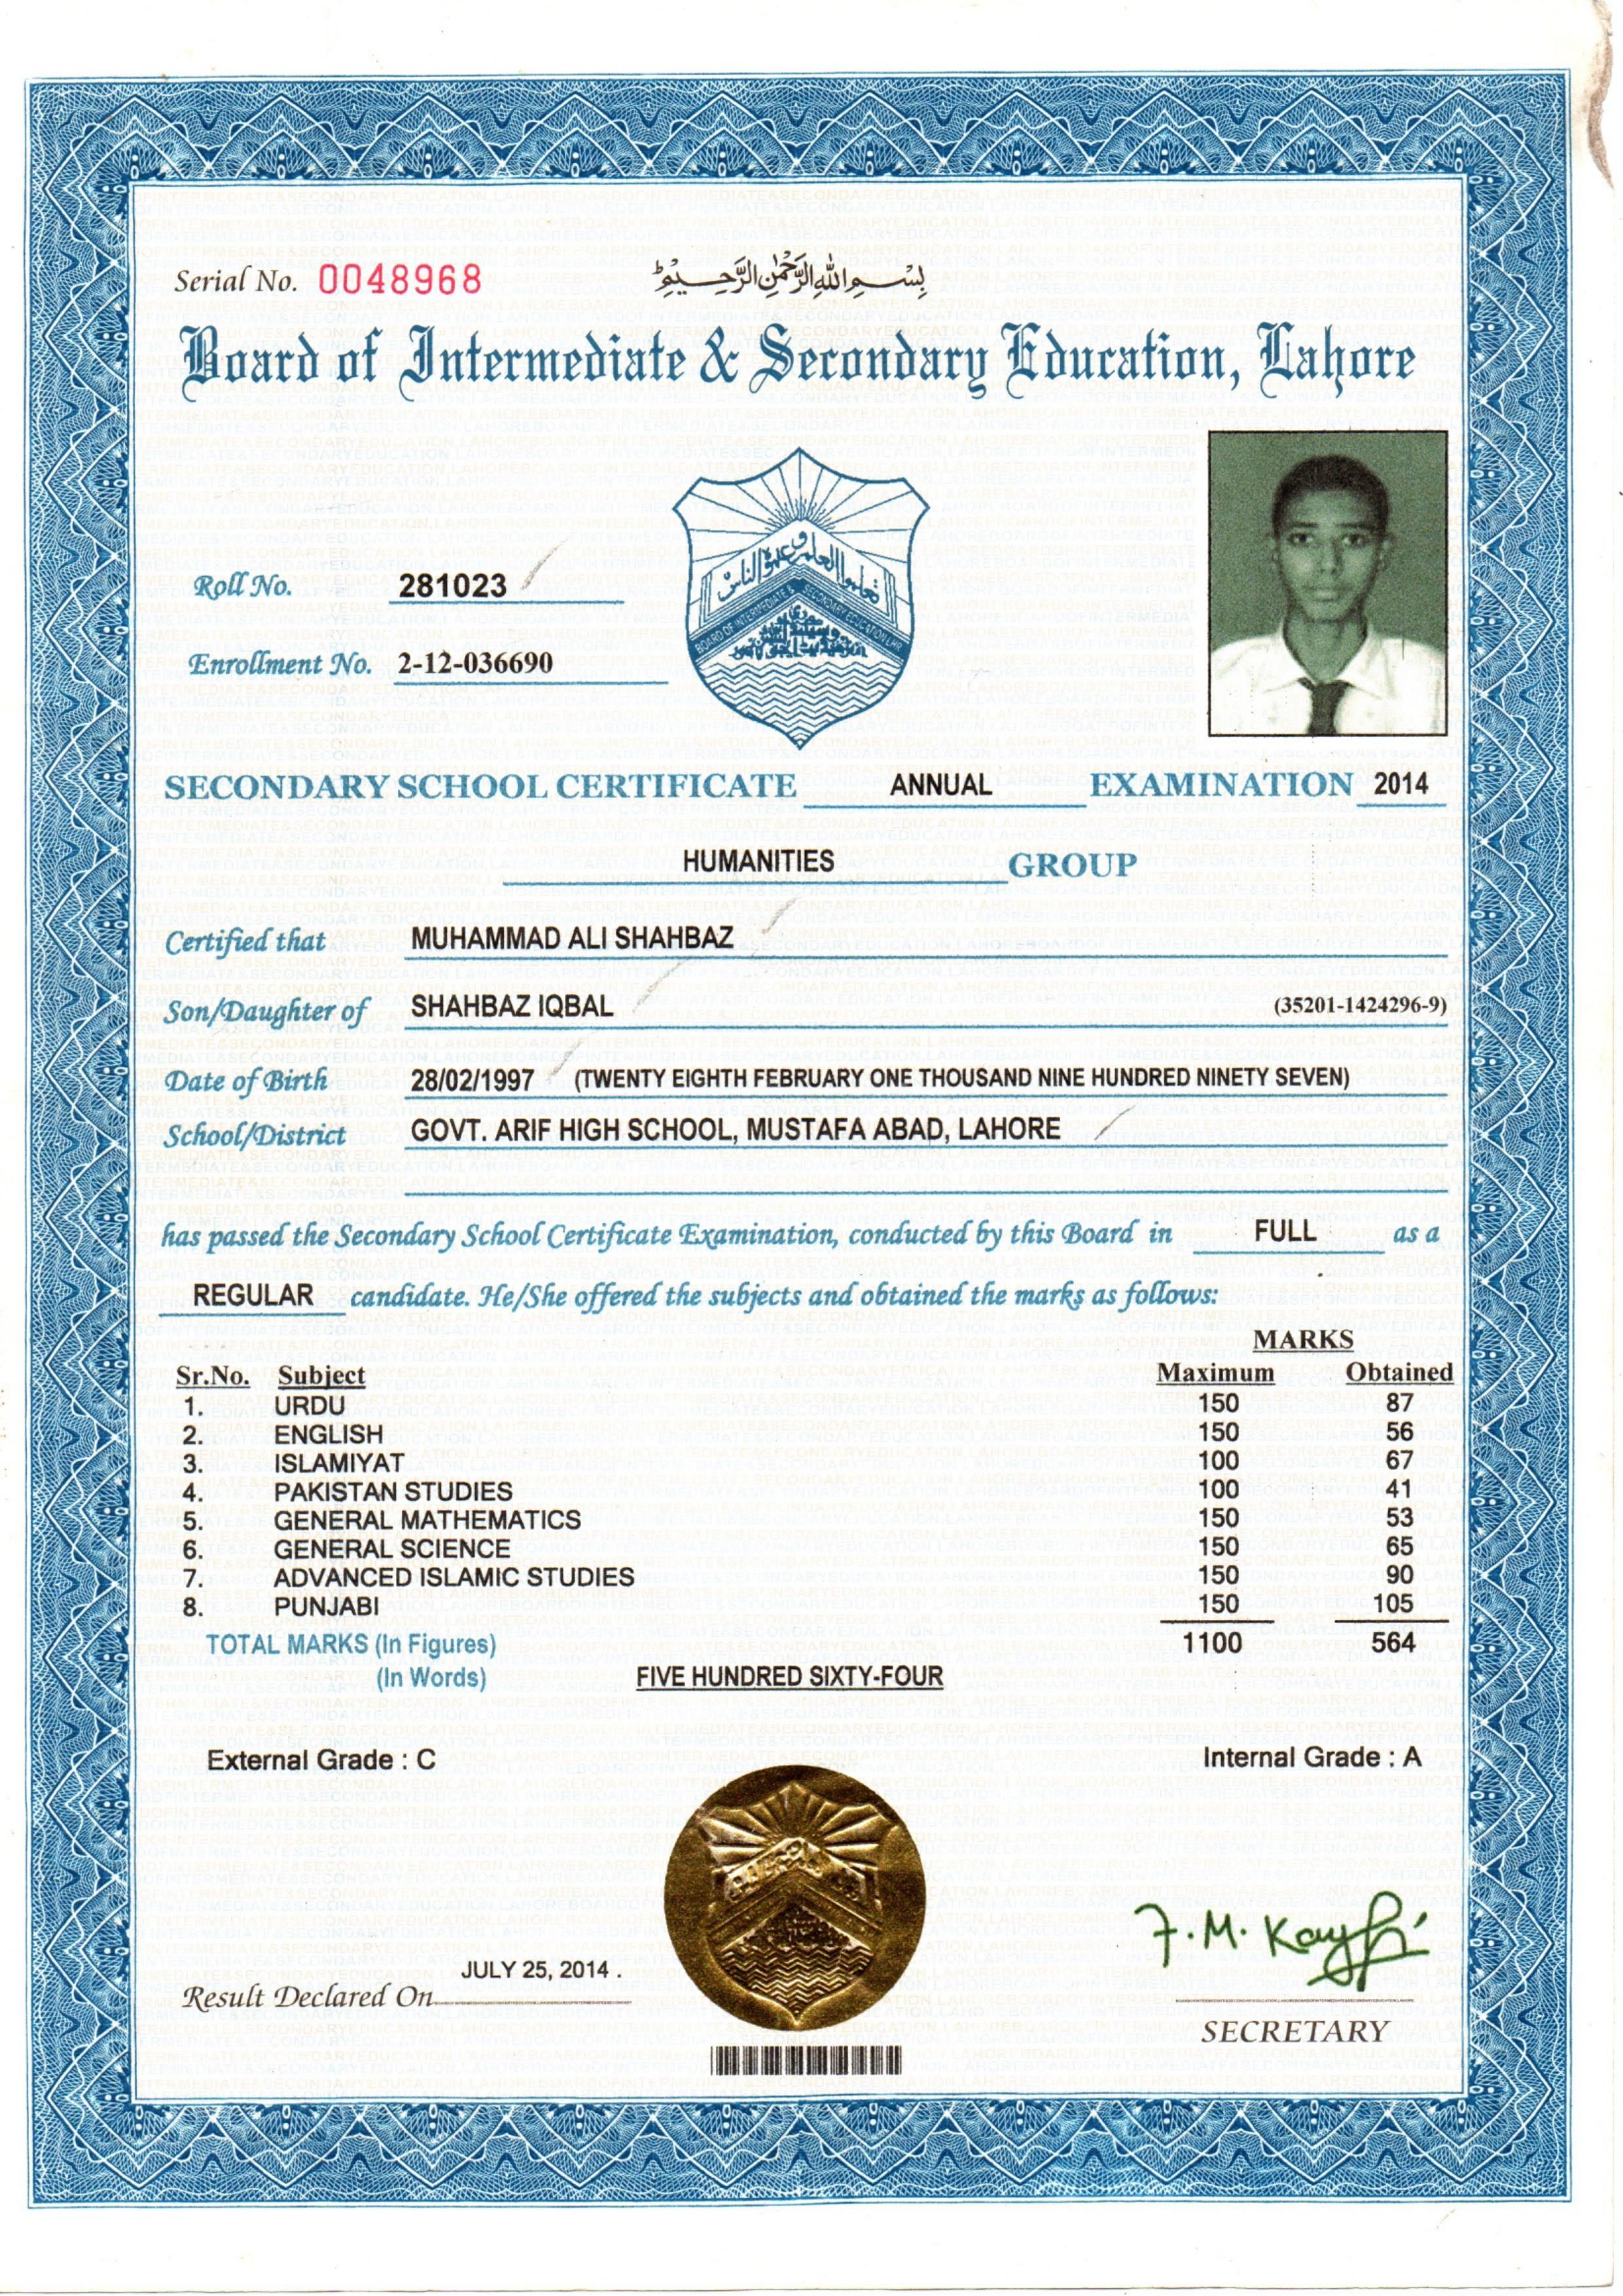 Serial No. 0048968
بسم الله الرحمن الرحيم
Board of Intermediate & Secondary Education, Lahore
Roll No. 281023
Enrollment No. 2-12-036690
BOARD OF INTERMEDIATE & SECONDARY EDUCATION LHR
SECONDARY SCHOOL CERTIFICATE ANNUAL EXAMINATION 2014
HUMANITIES GROUP
Certified that MUHAMMAD ALI SHAHBAZ
Son/Daughter of SHAHBAZ IQBAL (35201-1424296-9)
Date of Birth 28/02/1997 (TWENTY EIGHTH FEBRUARY ONE THOUSAND NINE HUNDRED NINETY SEVEN)
School/District GOVT. ARIF HIGH SCHOOL, MUSTAFA ABAD, LAHORE
has passed the Secondary School Certificate Examination, conducted by this Board in FULL as a
REGULAR candidate. He/She offered the subjects and obtained the marks as follows:
MARKS
Sr.No. Subject Maximum Obtained
1. URDU 150 87
2. ENGLISH 150 56
3. ISLAMIYAT 100 67
4. PAKISTAN STUDIES 100 41
5. GENERAL MATHEMATICS 150 53
6. GENERAL SCIENCE 150 65
7. ADVANCED ISLAMIC STUDIES 150 90
8. PUNJABI 150 105
TOTAL MARKS (In Figures) 1100 564
(In Words) FIVE HUNDRED SIXTY-FOUR
External Grade : C Internal Grade : A
F.M. Kayfi
JULY 25, 2014 .
Result Declared On
SECRETARY